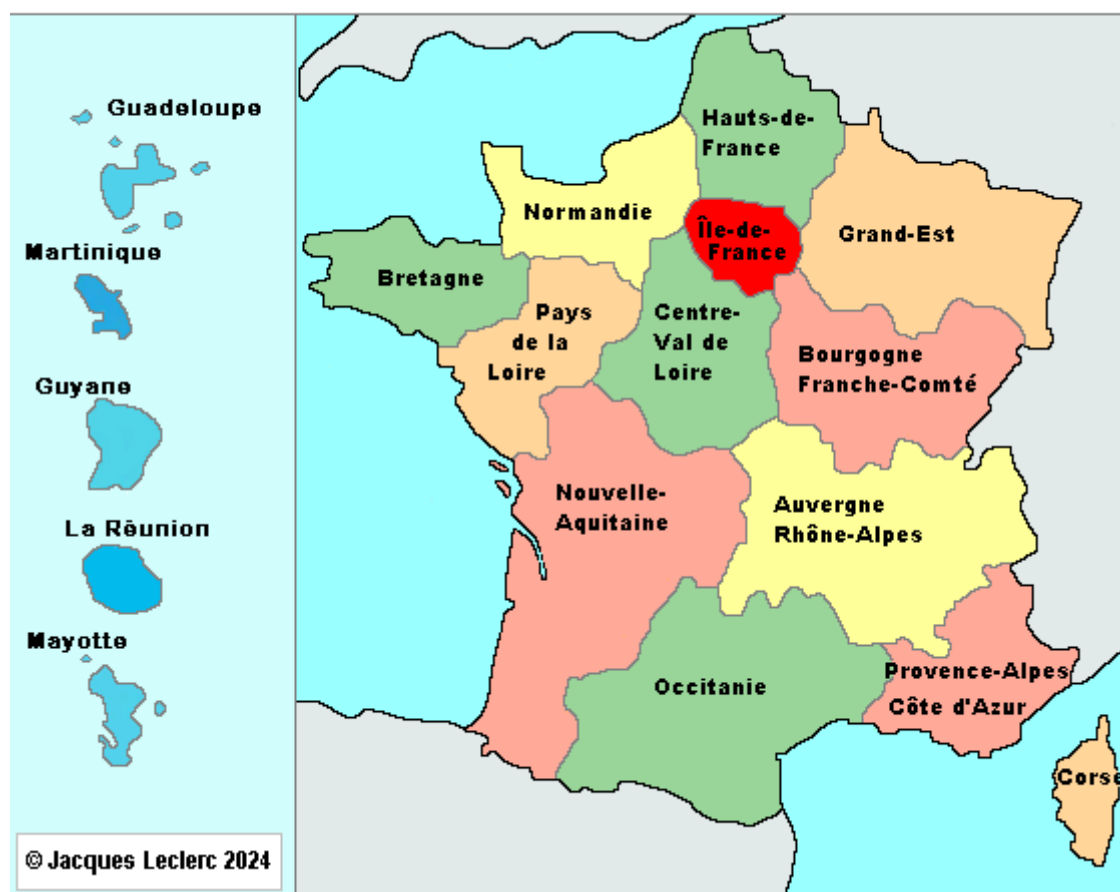 Guadeloupe
Martinique
Guyane
La Réunion
Mayotte
© Jacques Leclerc 2024
Hauts-de-
France
Normandie
Île-de-
France
Grand-Est
Bretagne
Pays
de la
Loire
Centre-
Val de
Loire
Bourgogne
Franche-Comté
Nouvelle-
Aquitaine
Auvergne
Rhône-Alpes
Occitanie
Provence-Alpes
Côte d'Azur
Corse